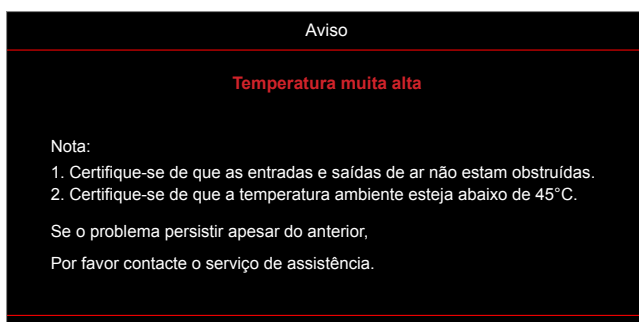 Aviso
Temperatura muita alta
Nota:
1. Certifique-se de que as entradas e saídas de ar não estam obstruídas.
2. Certifique-se de que a temperatura ambiente esteja abaixo de 45°C.
Se o problema persistir apesar do anterior,
Por favor contacte o serviço de assistência.